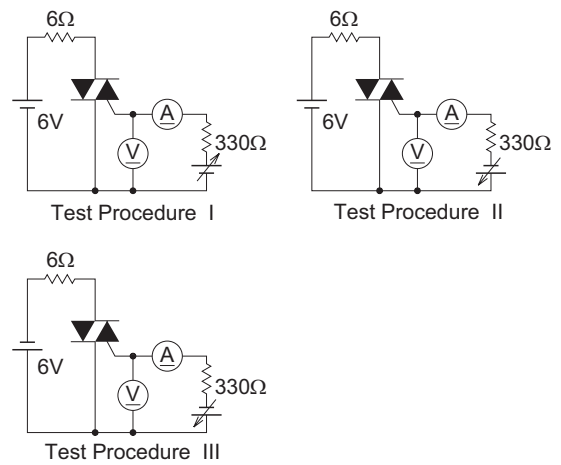 6Ω
6V
A
V
330Ω
Test Procedure I
6Ω
6V
A
V
330Ω
Test Procedure II
6Ω
6V
A
V
330Ω
Test Procedure III